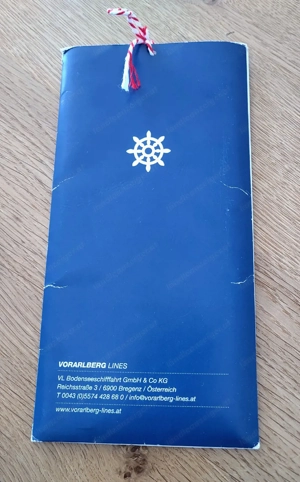 VORARLBERG LINES
VL Bodenseeschifffahrt GmbH & Co KG
Reichsstraße 3 / 6900 Bregenz / Österreich
T 0043 (0)5574 428 68 0 / info@vorarlberg-lines.at
www.vorarlberg-lines.at